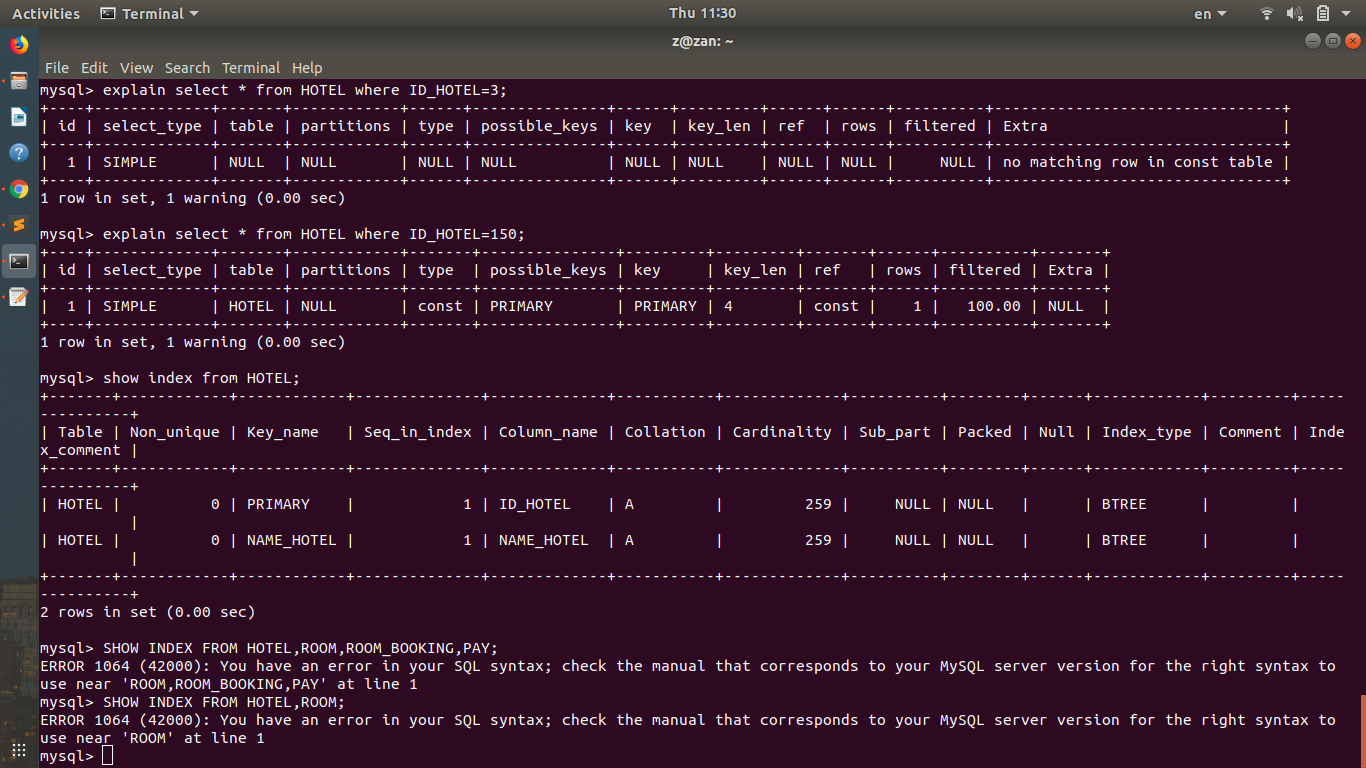 Activities Terminal Thu 11:30 en
z@zan: ~
File Edit View Search Terminal Help
mysql> explain select * from HOTEL where ID_HOTEL=3;
+----+-------------+-------+------------+------+---------------+------+---------+------+------+----------+--------------------------------+
| id | select_type | table | partitions | type | possible_keys | key  | key_len | ref  | rows | filtered | Extra                          |
+----+-------------+-------+------------+------+---------------+------+---------+------+------+----------+--------------------------------+
|  1 | SIMPLE      | NULL  | NULL       | NULL | NULL          | NULL | NULL    | NULL | NULL |     NULL | no matching row in const table |
+----+-------------+-------+------------+------+---------------+------+---------+------+------+----------+--------------------------------+
1 row in set, 1 warning (0.00 sec)
mysql> explain select * from HOTEL where ID_HOTEL=150;
+----+-------------+-------+------------+-------+---------------+---------+---------+-------+------+----------+-------+
| id | select_type | table | partitions | type  | possible_keys | key     | key_len | ref   | rows | filtered | Extra |
+----+-------------+-------+------------+-------+---------------+---------+---------+-------+------+----------+-------+
|  1 | SIMPLE      | HOTEL | NULL       | const | PRIMARY       | PRIMARY | 4       | const |    1 |   100.00 | NULL  |
+----+-------------+-------+------------+-------+---------------+---------+---------+-------+------+----------+-------+
1 row in set, 1 warning (0.00 sec)
mysql> show index from HOTEL;
+-------+------------+------------+--------------+-------------+-----------+-------------+----------+--------+------+------------+---------+-----
----------+
| Table | Non_unique | Key_name   | Seq_in_index | Column_name | Collation | Cardinality | Sub_part | Packed | Null | Index_type | Comment | Inde
x_comment |
+-------+------------+------------+--------------+-------------+-----------+-------------+----------+--------+------+------------+---------+-----
----------+
| HOTEL |          0 | PRIMARY    |            1 | ID_HOTEL    | A         |         259 |     NULL | NULL   |      | BTREE      |         |
          |
| HOTEL |          0 | NAME_HOTEL |            1 | NAME_HOTEL  | A         |         259 |     NULL | NULL   |      | BTREE      |         |
          |
+-------+------------+------------+--------------+-------------+-----------+-------------+----------+--------+------+------------+---------+-----
----------+
2 rows in set (0.00 sec)
mysql> SHOW INDEX FROM HOTEL,ROOM,ROOM_BOOKING,PAY;
ERROR 1064 (42000): You have an error in your SQL syntax; check the manual that corresponds to your MySQL server version for the right syntax to
use near 'ROOM,ROOM_BOOKING,PAY' at line 1
mysql> SHOW INDEX FROM HOTEL,ROOM;
ERROR 1064 (42000): You have an error in your SQL syntax; check the manual that corresponds to your MySQL server version for the right syntax to
use near 'ROOM' at line 1
mysql>